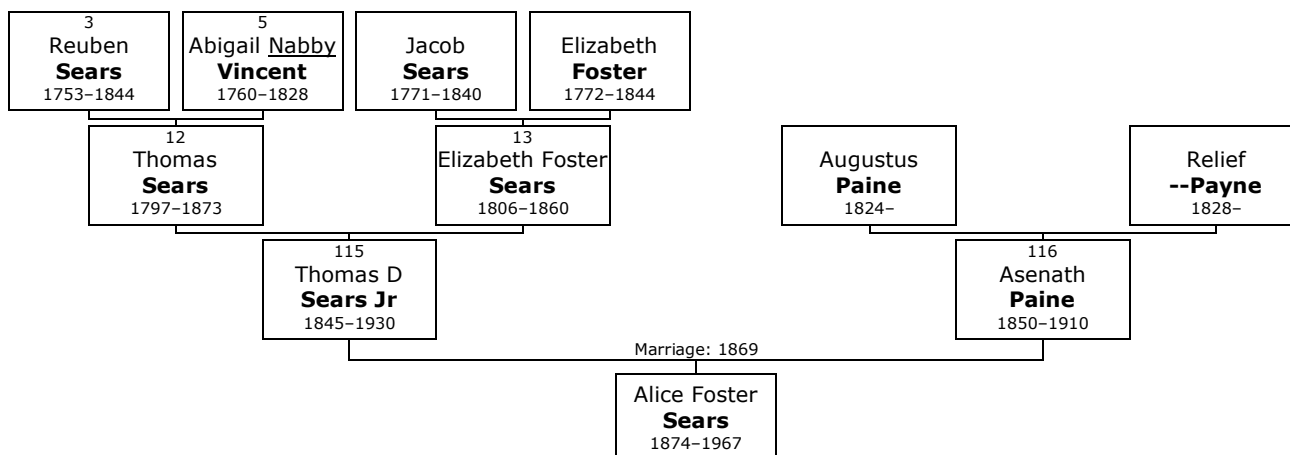 3
Reuben
Sears
1753–1844
5
Abigail Nabby
Vincent
1760–1828
Jacob
Sears
1771–1840
Elizabeth
Foster
1772–1844
12
Thomas
Sears
1797–1873
13
Elizabeth Foster
Sears
1806–1860
Augustus
Paine
1824–
Relief
--Payne
1828–
115
Thomas D
Sears Jr
1845–1930
116
Asenath
Paine
1850–1910
Marriage: 1869
Alice Foster
Sears
1874–1967